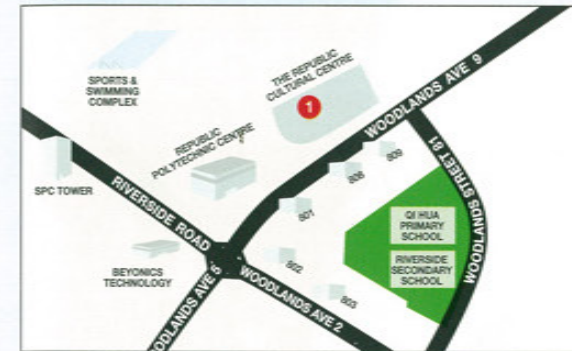 SPORTS &
SWIMMING
COMPLEX
THE REPUBLIC
CULTURAL CENTRE
1
WOODLANDS AVE 9
REPUBLIC
POLYTECHNIC CENTRE
809
808
WOODLANDS STREET 81
SPC TOWER
RIVERSIDE ROAD
801
QI HUA
PRIMARY
SCHOOL
RIVERSIDE
SECONDARY
SCHOOL
BEYONICS
TECHNOLOGY
802
803
WOODLANDS AVE 2
OODLANDS AVE 5